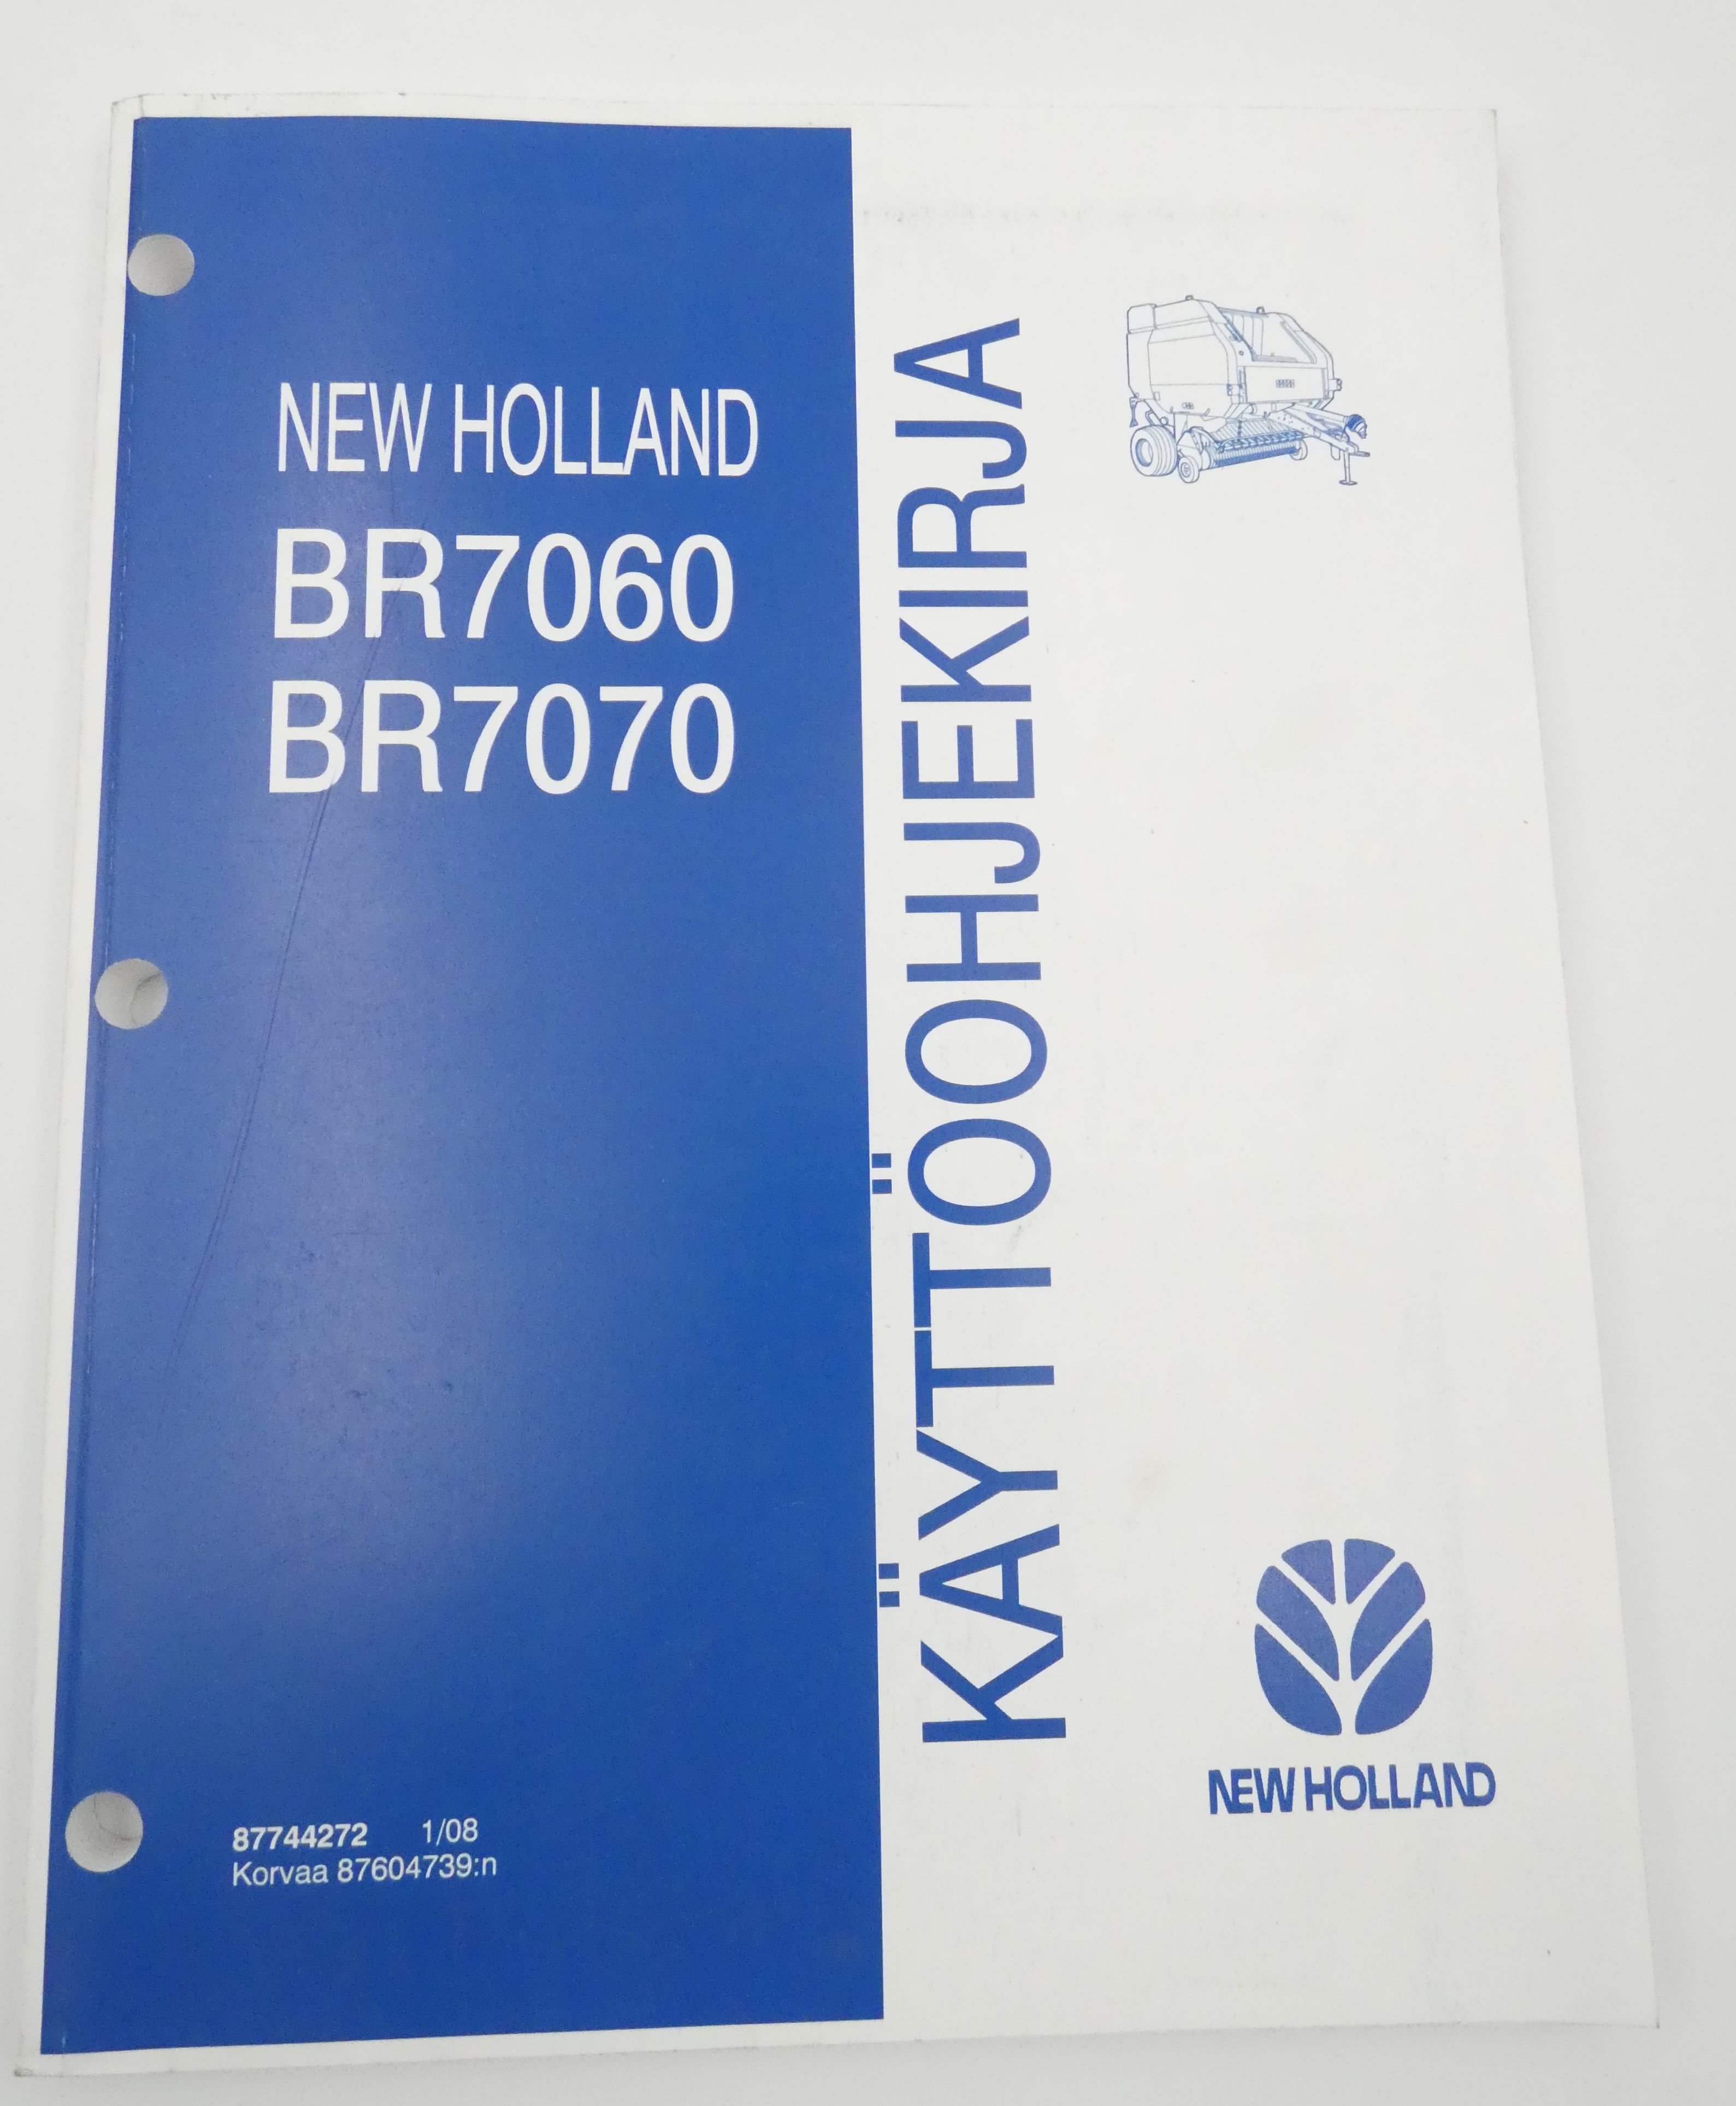 NEW HOLLAND
BR7060
BR7070
87744272 1/08
Korvaa 87604739:n
KÄYTTÖOHJEKIRJA
NEW HOLLAND